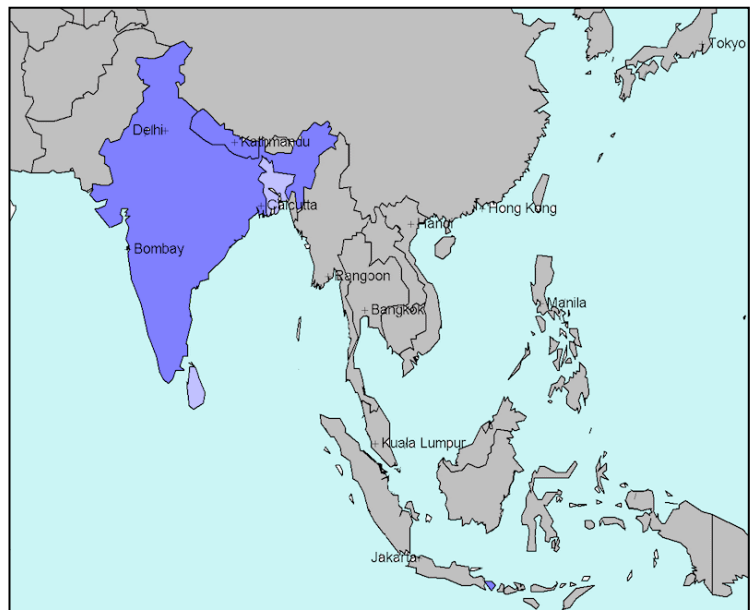 Tokyo
Delhi
Kathmandu
Calcutta
Hong Kong
Hanoi
Bombay
Rangoon
Manila
Bangkok
Kuala Lumpur
Jakarta